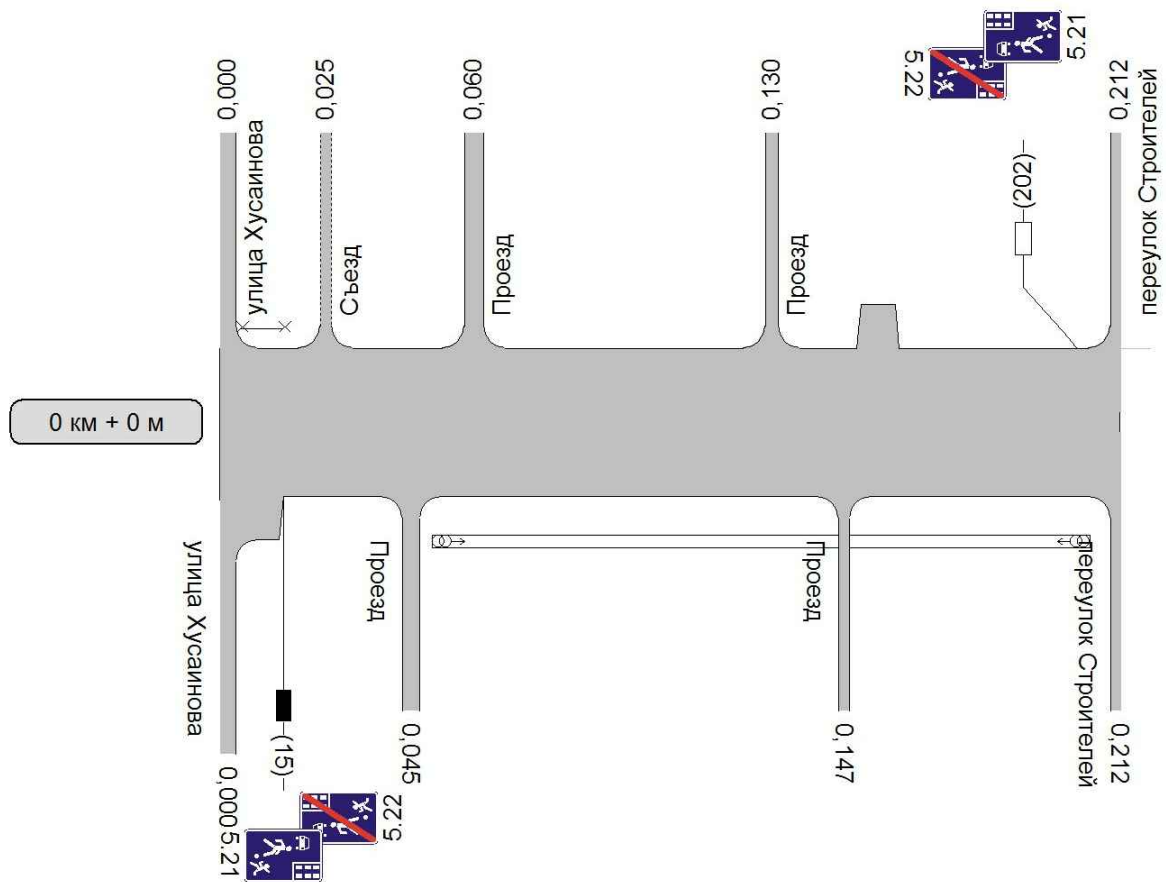 0,000
улица Хусаинова
0,025
Съезд
0,060
Проезд
0,130
Проезд
5.22
5.21
(202)
0,212
переулок Строителей
0 км + 0 м
улица Хусаинова
0,000
(15)
5.21
5.22
Проезд
0,045
Проезд
0,147
переулок Строителей
0,212